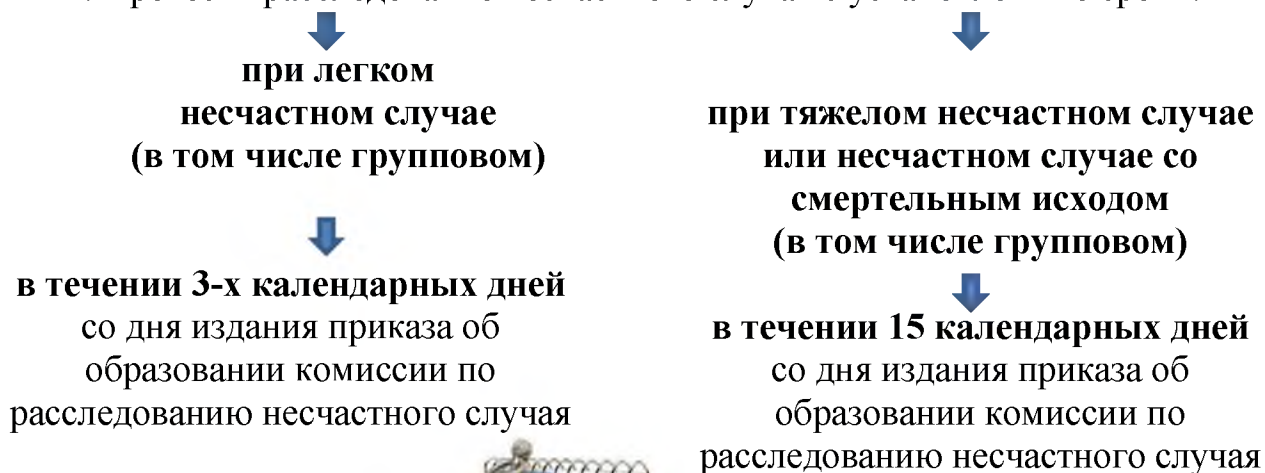 при легком
несчастном случае
(в том числе групповом)
в течении 3-х календарных дней
со дня издания приказа об
образовании комиссии по
расследованию несчастного случая
при тяжелом несчастном случае
или несчастном случае со
смертельным исходом
(в том числе групповом)
в течении 15 календарных дней
со дня издания приказа об
образовании комиссии по
расследованию несчастного случая